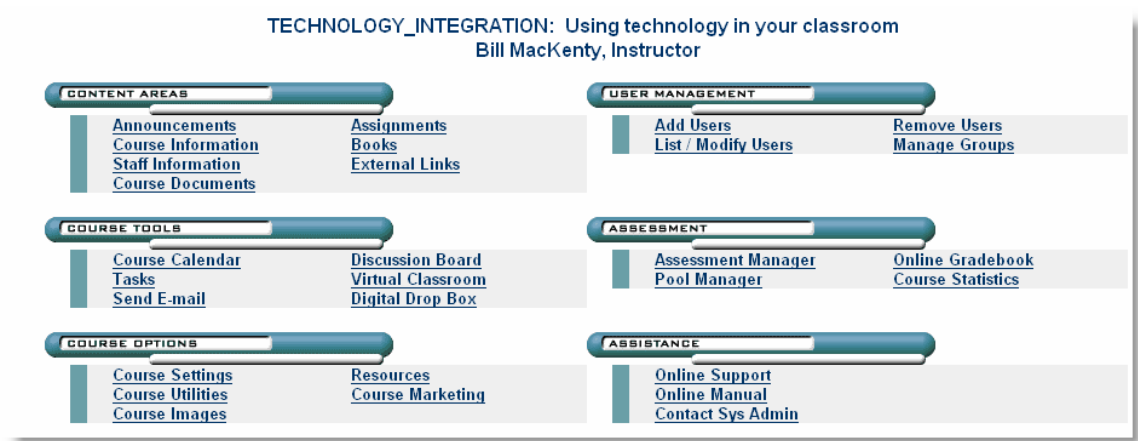 TECHNOLOGY_INTEGRATION: Using technology in your classroom
Bill MacKenty, Instructor
CONTENT AREAS
Announcements Assignments
Course Information Books
Staff Information External Links
Course Documents
USER MANAGEMENT
Add Users Remove Users
List / Modify Users Manage Groups
COURSE TOOLS
Course Calendar Discussion Board
Tasks Virtual Classroom
Send E-mail Digital Drop Box
ASSESSMENT
Assessment Manager Online Gradebook
Pool Manager Course Statistics
COURSE OPTIONS
Course Settings Resources
Course Utilities Course Marketing
Course Images
ASSISTANCE
Online Support
Online Manual
Contact Sys Admin